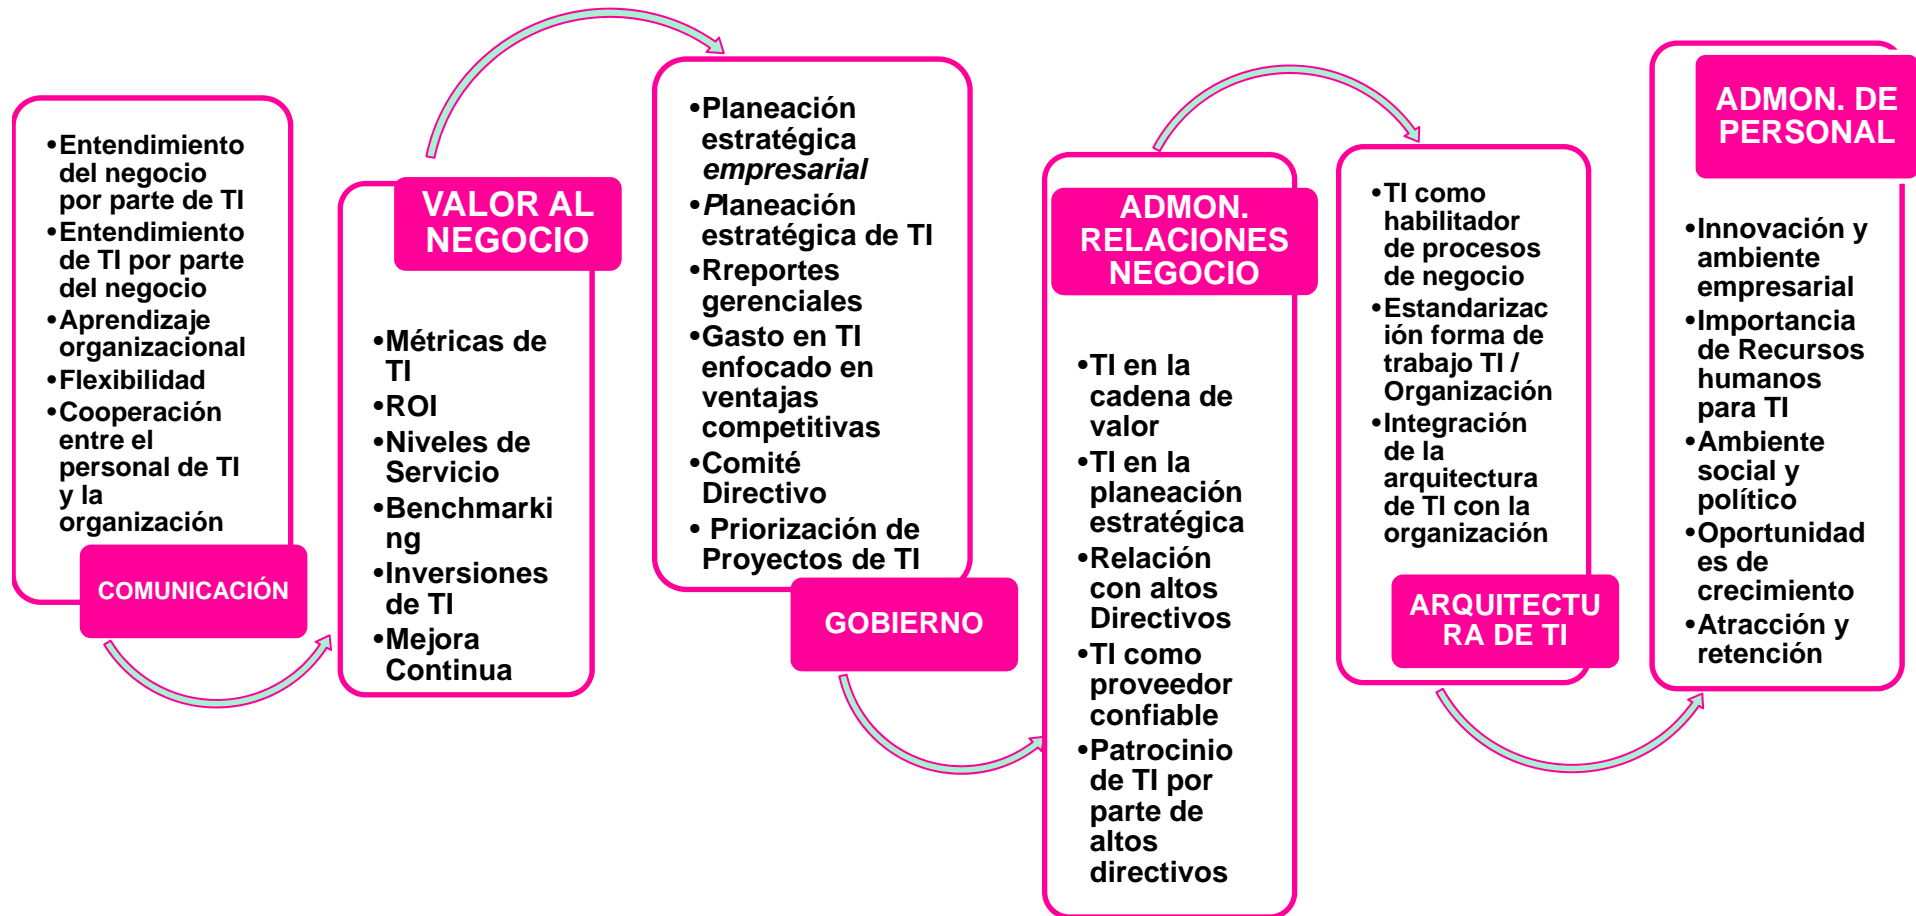 •Entendimiento
del negocio
por parte de TI
•Entendimiento
de TI por parte
del negocio
•Aprendizaje
organizacional
•Flexibilidad
•Cooperación
entre el
personal de TI
y la
organización
COMUNICACIÓN
VALOR AL
NEGOCIO
•Métricas de
TI
•ROI
•Niveles de
Servicio
•Benchmarki
ng
•Inversiones
de TI
•Mejora
Continua
•Planeación
estratégica
empresarial
•Planeación
estratégica de TI
•Rreportes
gerenciales
•Gasto en TI
enfocado en
ventajas
competitivas
•Comité
Directivo
• Priorización de
Proyectos de TI
GOBIERNO
ADMON.
RELACIONES
NEGOCIO
•TI en la
cadena de
valor
•TI en la
planeación
estratégica
•Relación
con altos
Directivos
•TI como
proveedor
confiable
•Patrocinio
de TI por
parte de
altos
directivos
•TI como
habilitador
de procesos
de negocio
•Estandarizac
ión forma de
trabajo TI /
Organización
•Integración
de la
arquitectura
de TI con la
organización
ARQUITECTU
RA DE TI
ADMON. DE
PERSONAL
•Innovación y
ambiente
empresarial
•Importancia
de Recursos
humanos
para TI
•Ambiente
social y
político
•Oportunidad
es de
crecimiento
•Atracción y
retención